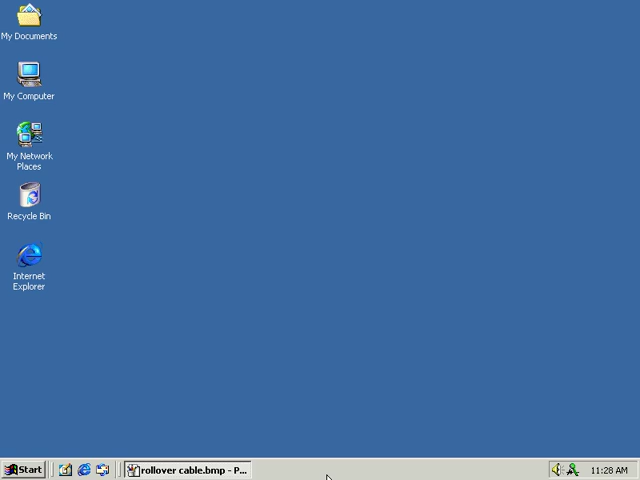 My Documents
My Computer
My Network
Places
Recycle Bin
Internet
Explorer
Start
rollover cable.bmp - P...
11:28 AM